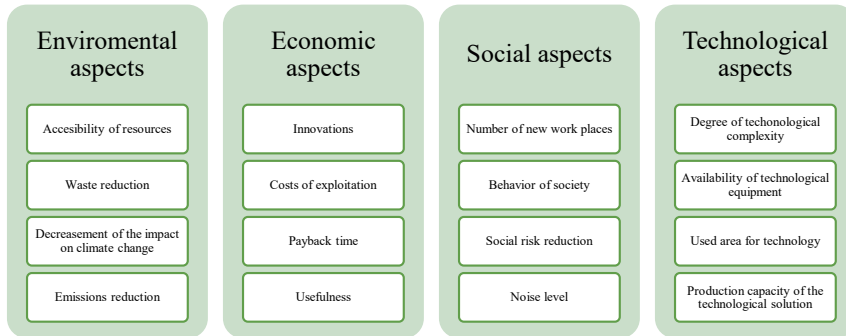 Enviromental
aspects
Accesibility of resources
Waste reduction
Decreasement of the impact
on climate change
Emissions reduction
Economic
aspects
Innovations
Costs of exploitation
Payback time
Usefulness
Social aspects
Number of new work places
Behavior of society
Social risk reduction
Noise level
Technological
aspects
Degree of techonological
complexity
Availability of technological
equipment
Used area for technology
Production capacity of the
technological solution